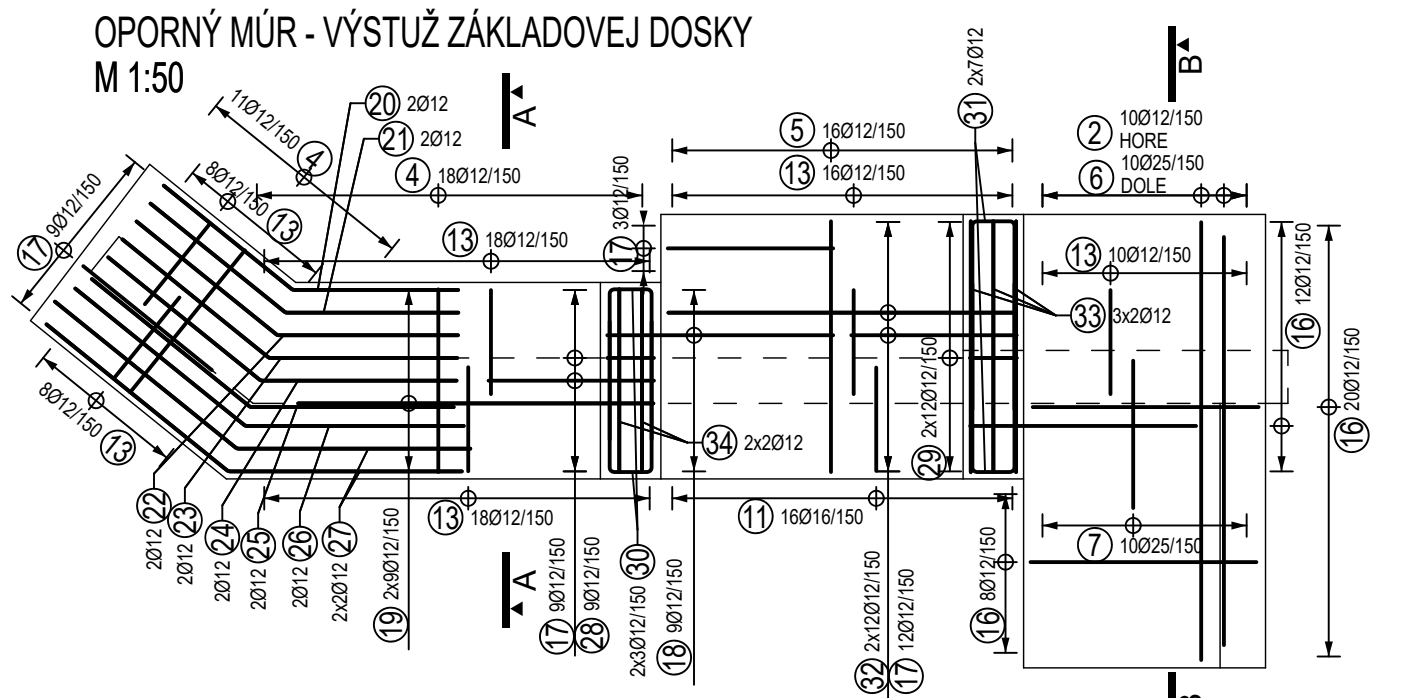 OPORNÝ MÚR - VÝSTUŽ ZÁKLADOVEJ DOSKY
M 1:50
11Ø12/150 4
20 2Ø12
21 2Ø12
A
4 18Ø12/150
8Ø12/150 13
17 9Ø12/150
13 18Ø12/150
17 3Ø12/150
5 16Ø12/150
13 16Ø12/150
31 2x7Ø12
B
2 10Ø12/150
HORE
6 10Ø25/150
DOLE
13 10Ø12/150
16 12Ø12/150
16 20Ø12/150
33 3x2Ø12
29 2x12Ø12/150
34 2x2Ø12
8Ø12/150 13
2Ø12 22
2Ø12 23
2Ø12 24
2Ø12 25
2Ø12 26
2x2Ø12 27
19 2x9Ø12/150
13 18Ø12/150
A
17 9Ø12/150
28 9Ø12/150
2x3Ø12/150 30
18 9Ø12/150
11 16Ø16/150
32 2x12Ø12/150
17 12Ø12/150
16 8Ø12/150
7 10Ø25/150